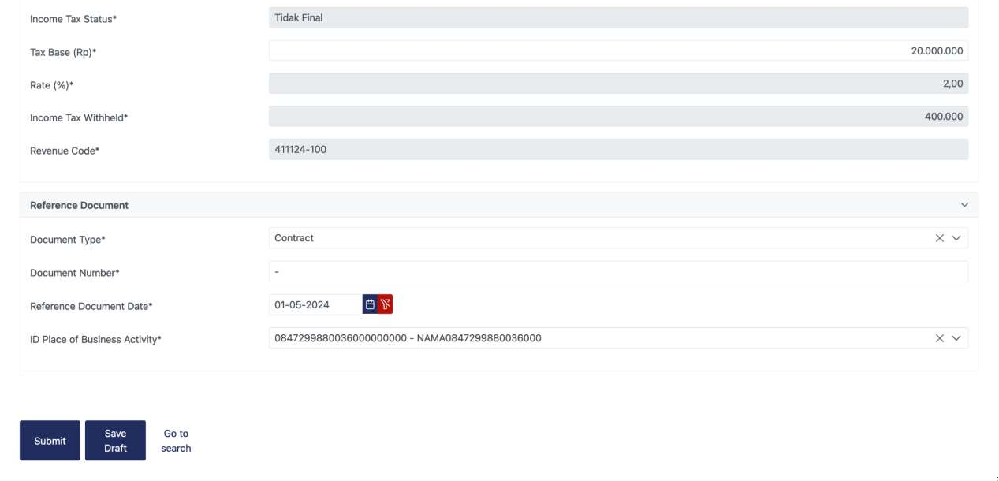 Income Tax Status* Tidak Final
Tax Base (Rp)* 20.000.000
Rate (%)* 2,00
Income Tax Withheld* 400.000
Revenue Code* 411124-100
Reference Document
Document Type* Contract
Document Number* -
Reference Document Date* 01-05-2024
ID Place of Business Activity* 0847299880036000000000 - NAMA0847299880036000
Submit
Save
Draft
Go to
search